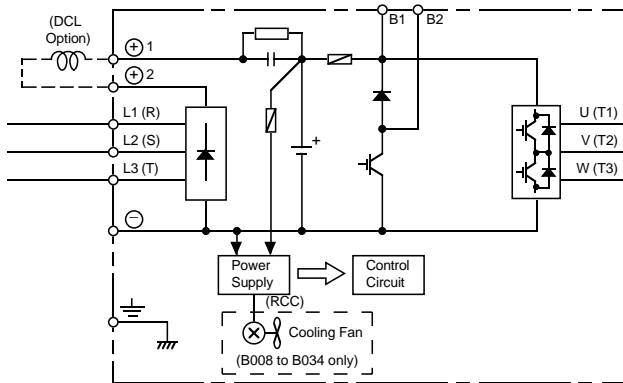 (DCL
Option)
⊕ 1
⊕ 2
L1 (R)
L2 (S)
L3 (T)
⊖
+
B1 B2
U (T1)
V (T2)
W (T3)
Power
Supply
(RCC)
Control
Circuit
Cooling Fan
(B008 to B034 only)